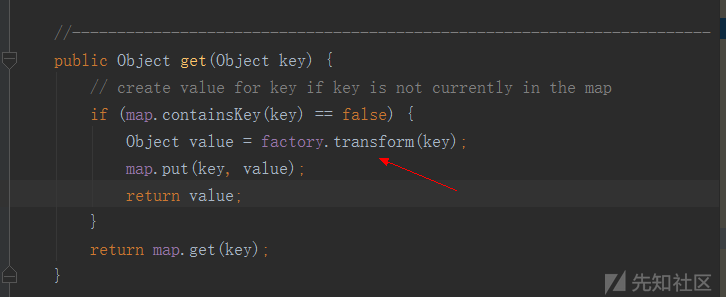 //-----------------------------------------------------------------------
public Object get(Object key) {
// create value for key if key is not currently in the map
if (map.containsKey(key) == false) {
Object value = factory.transform(key);
map.put(key, value);
return value;
}
return map.get(key);
}
先知社区